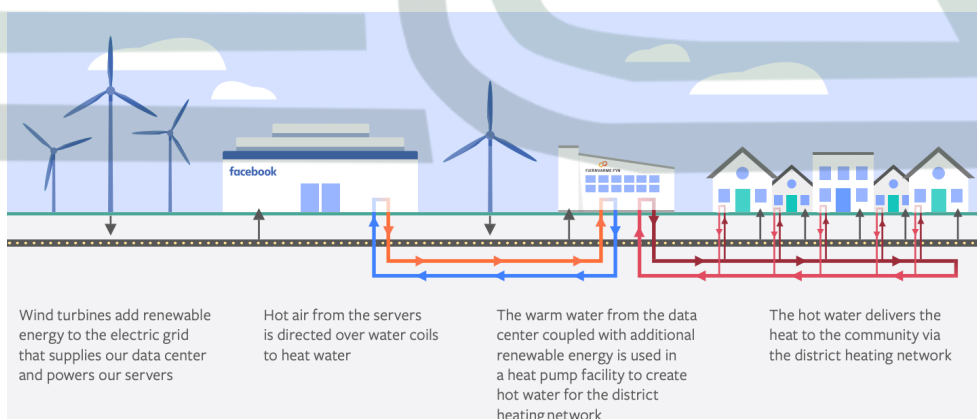 facebook
FJERNVARME FYN
Wind turbines add renewable
energy to the electric grid
that supplies our data center
and powers our servers
Hot air from the servers
is directed over water coils
to heat water
The warm water from the data
center coupled with additional
renewable energy is used in
a heat pump facility to create
hot water for the district
heating network
The hot water delivers the
heat to the community via
the district heating network